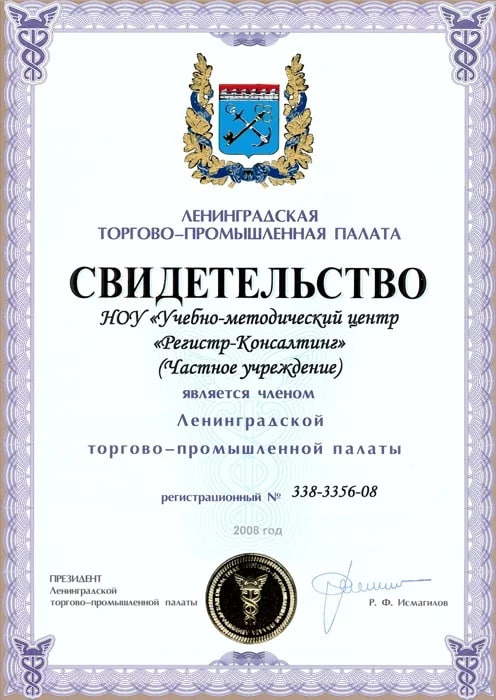 ЛЕНИНГРАДСКАЯ
ТОРГОВО-ПРОМЫШЛЕННАЯ ПАЛАТА
СВИДЕТЕЛЬСТВО
НОУ «Учебно-методический центр
«Регистр-Консалтинг»
(Частное учреждение)
является членом
Ленинградской
торгово-промышленной палаты
регистрационный № 338-3356-08
2008 год
ПРЕЗИДЕНТ
Ленинградской
торгово-промышленной палаты
Р. Ф. Исмагилов